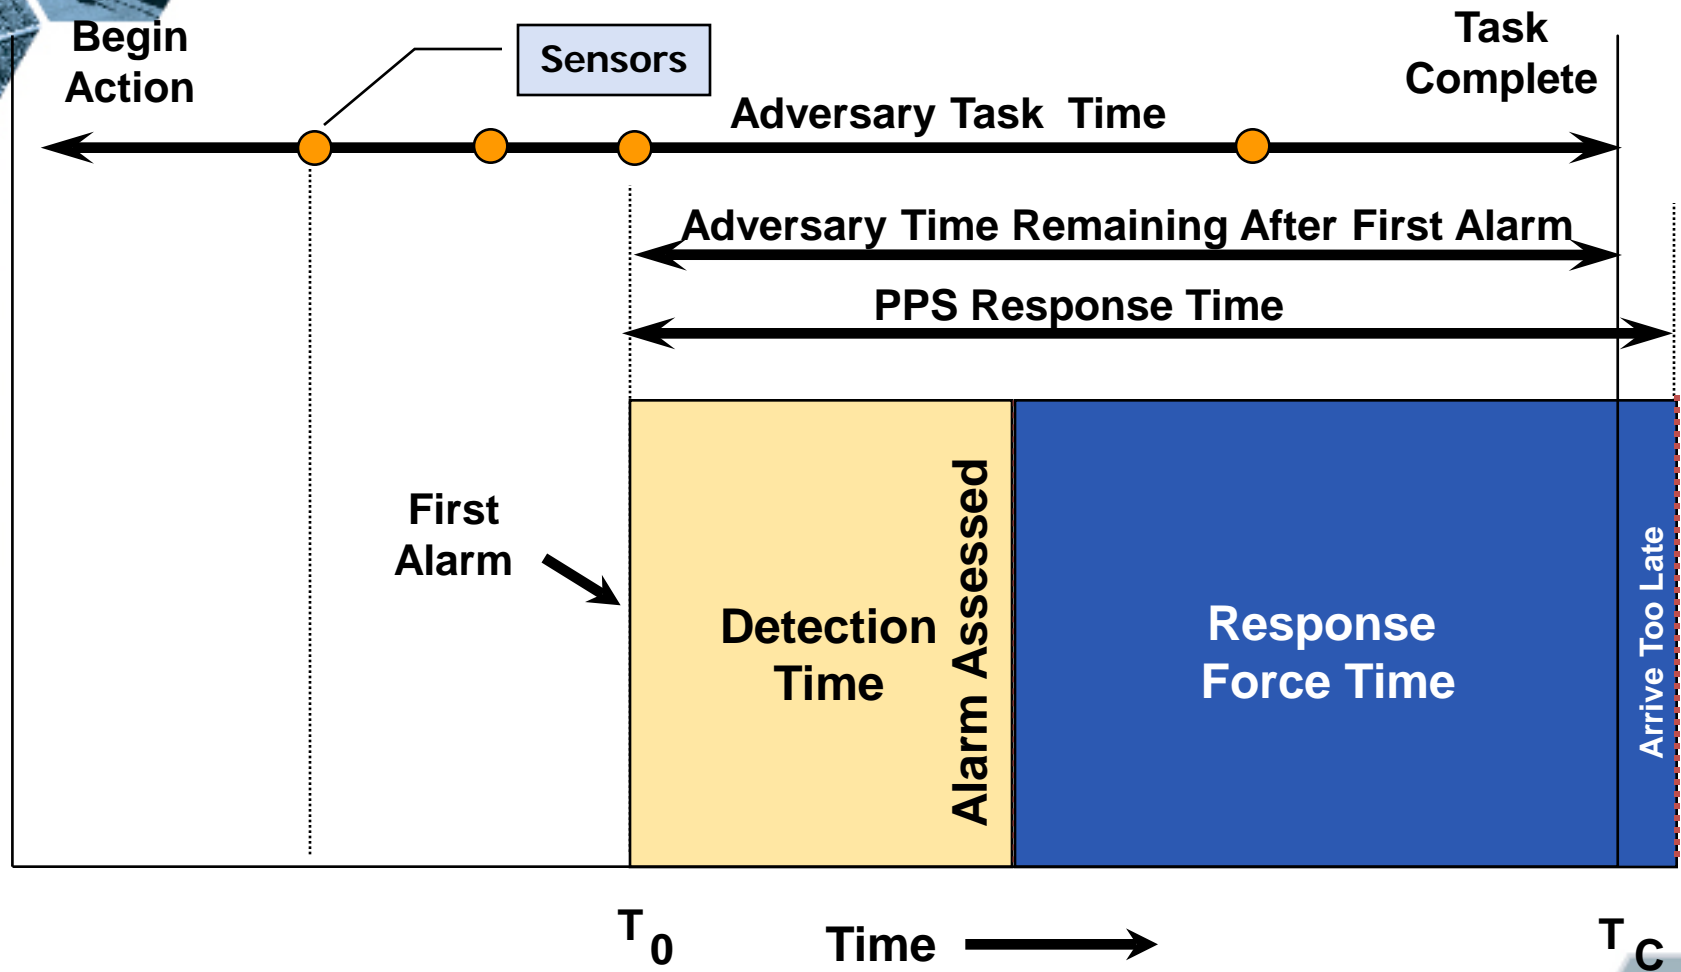 Begin
Action
Sensors
Task
Complete
Adversary Task Time
Adversary Time Remaining After First Alarm
PPS Response Time
First
Alarm
Detection
Time
Alarm Assessed
Response
Force Time
Arrive Too Late
T0
Time
TC